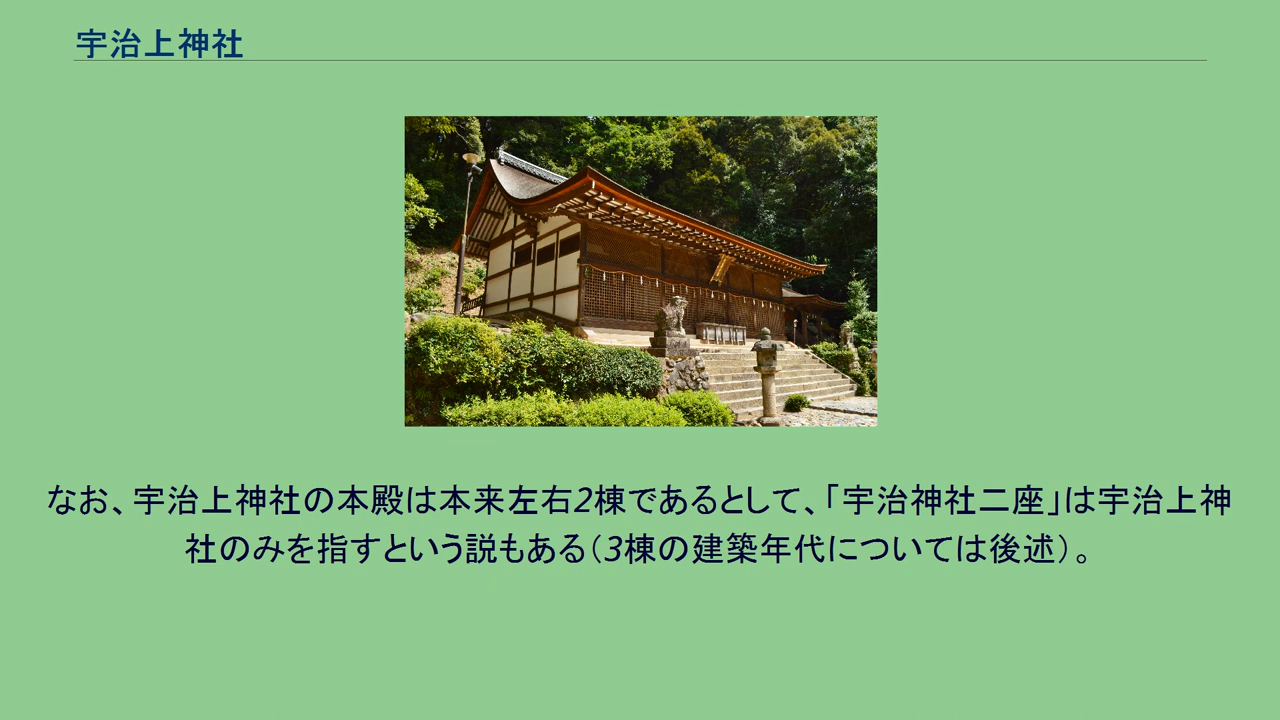 宇治上神社
なお、宇治上神社の本殿は本来左右2棟であるとして、「宇治神社二座」は宇治上神
社のみを指すという説もある（3棟の建築年代については後述）。